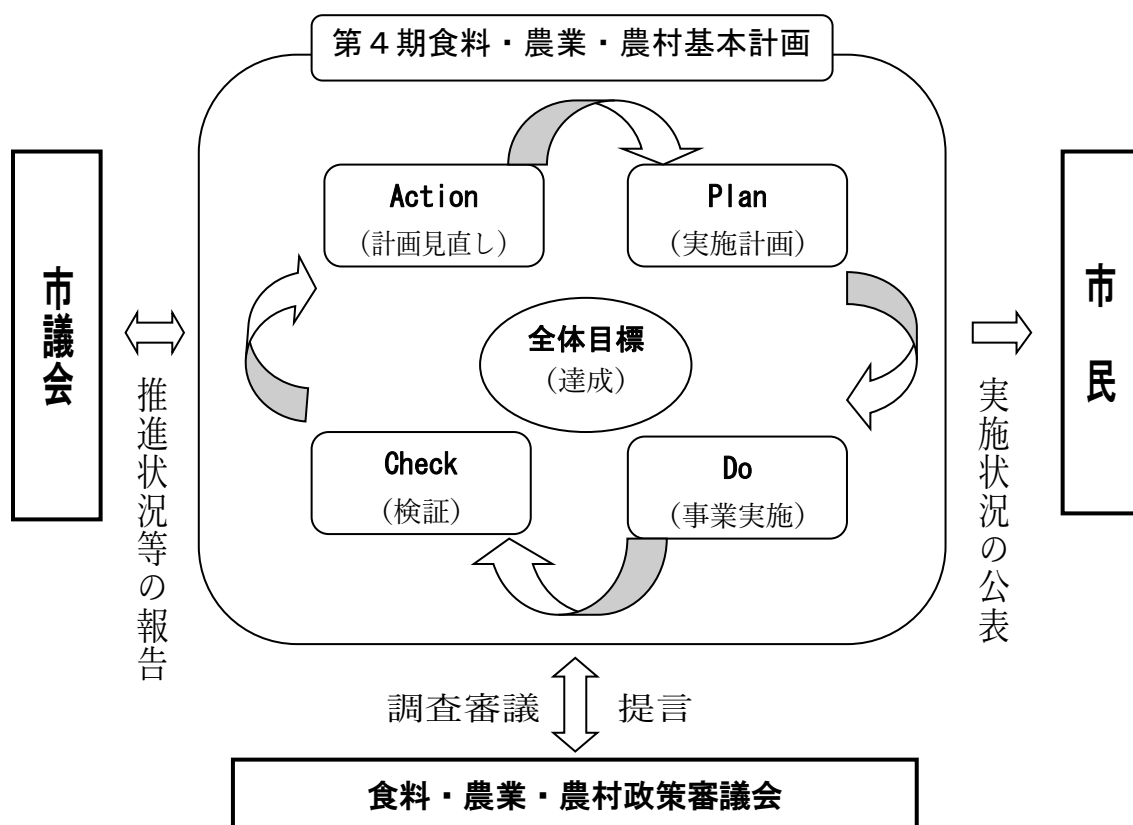 第４期食料・農業・農村基本計画
Action
（計画見直し）
Plan
（実施計画）
全体目標
（達成）
Check
（検証）
Do
（事業実施）
市議会
推進状況等の報告
実施状況の公表
市民
調査審議
提言
食料・農業・農村政策審議会